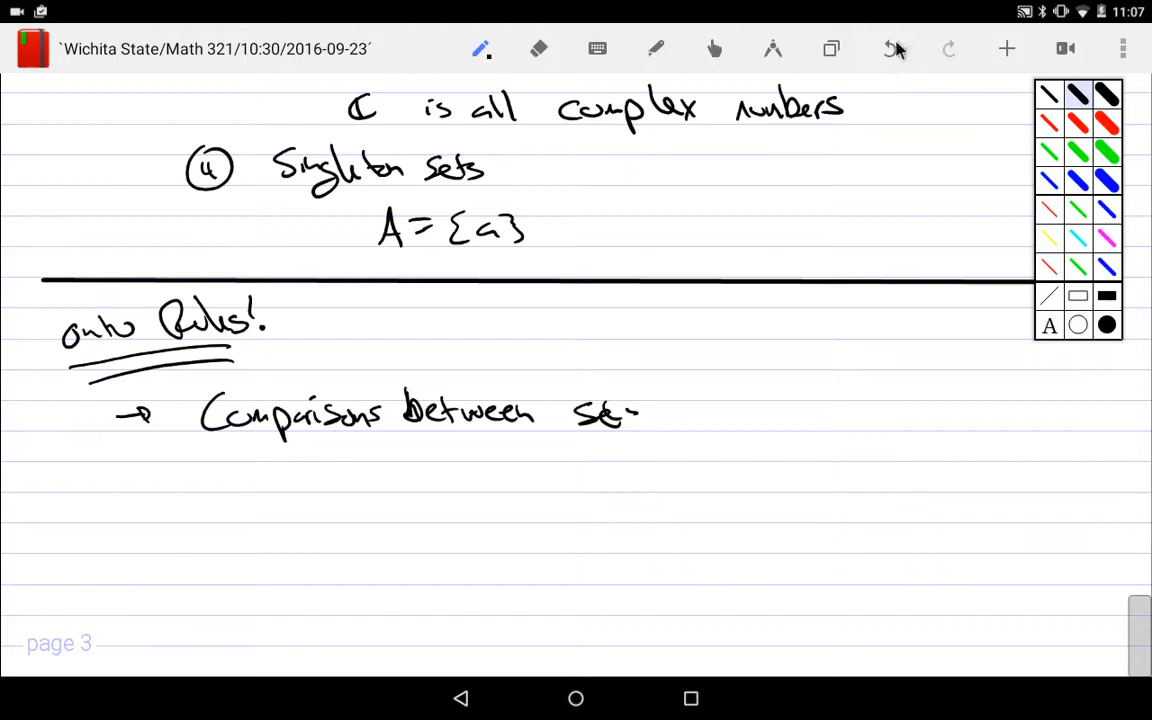 11:07
`Wichita State/Math 321/10:30/2016-09-23´
ℂ is all complex numbers
④ Singleton sets
A = {a}
onto Rules!
→ Comparisons between set
A
page 3